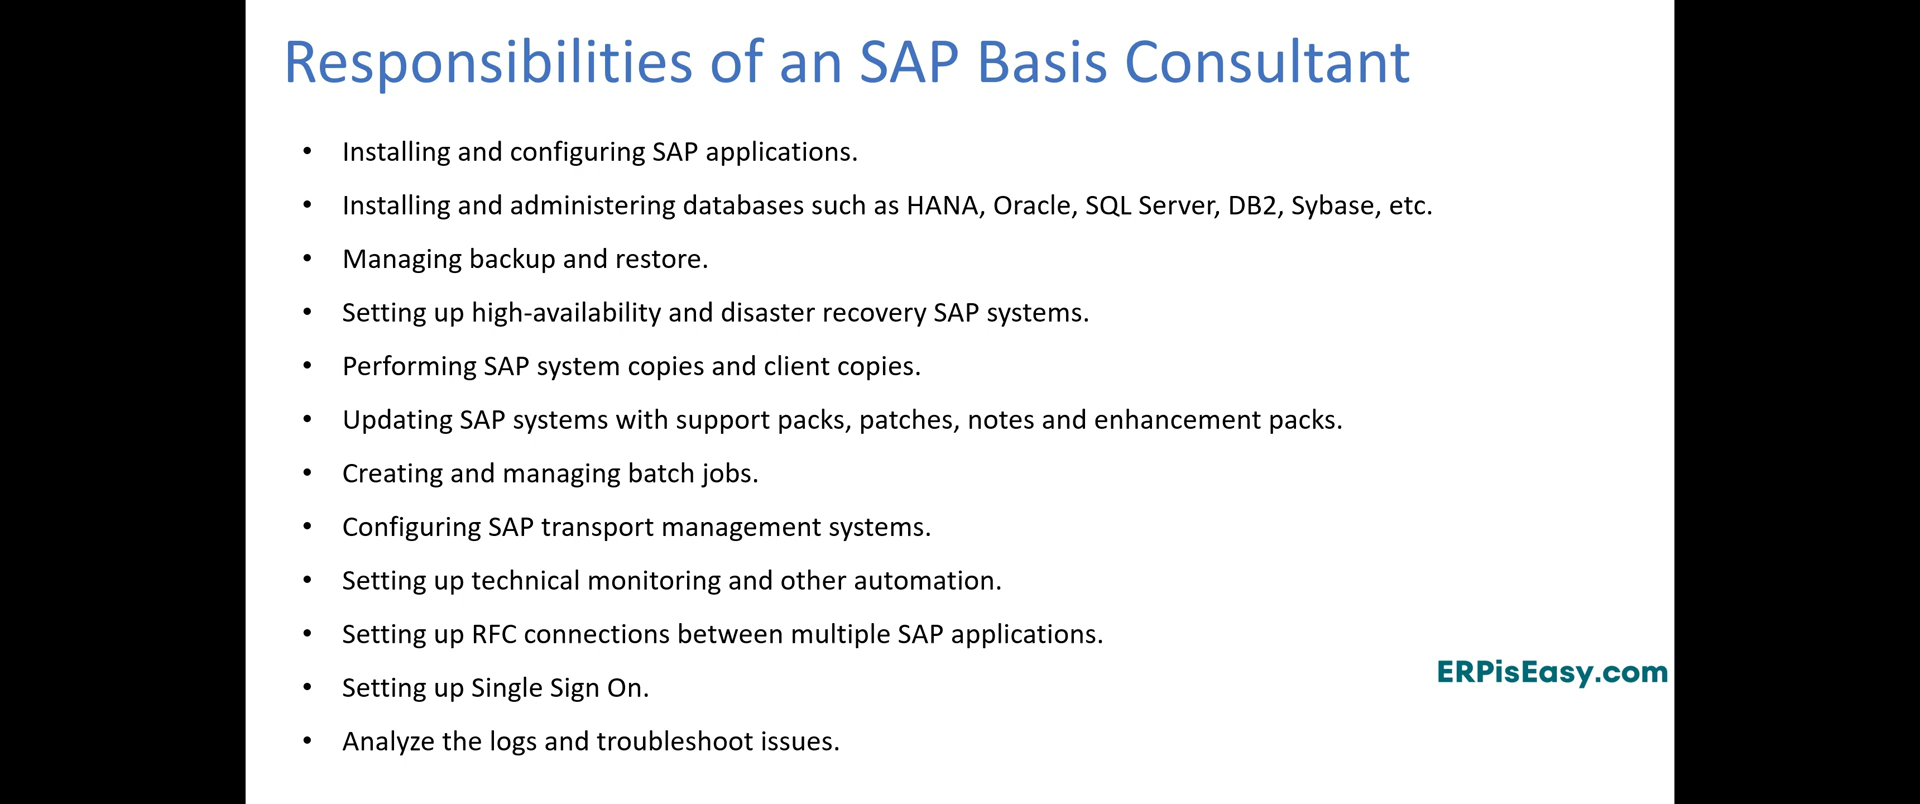 Responsibilities of an SAP Basis Consultant
• Installing and configuring SAP applications.
• Installing and administering databases such as HANA, Oracle, SQL Server, DB2, Sybase, etc.
• Managing backup and restore.
• Setting up high-availability and disaster recovery SAP systems.
• Performing SAP system copies and client copies.
• Updating SAP systems with support packs, patches, notes and enhancement packs.
• Creating and managing batch jobs.
• Configuring SAP transport management systems.
• Setting up technical monitoring and other automation.
• Setting up RFC connections between multiple SAP applications.
ERPisEasy.com
• Setting up Single Sign On.
• Analyze the logs and troubleshoot issues.